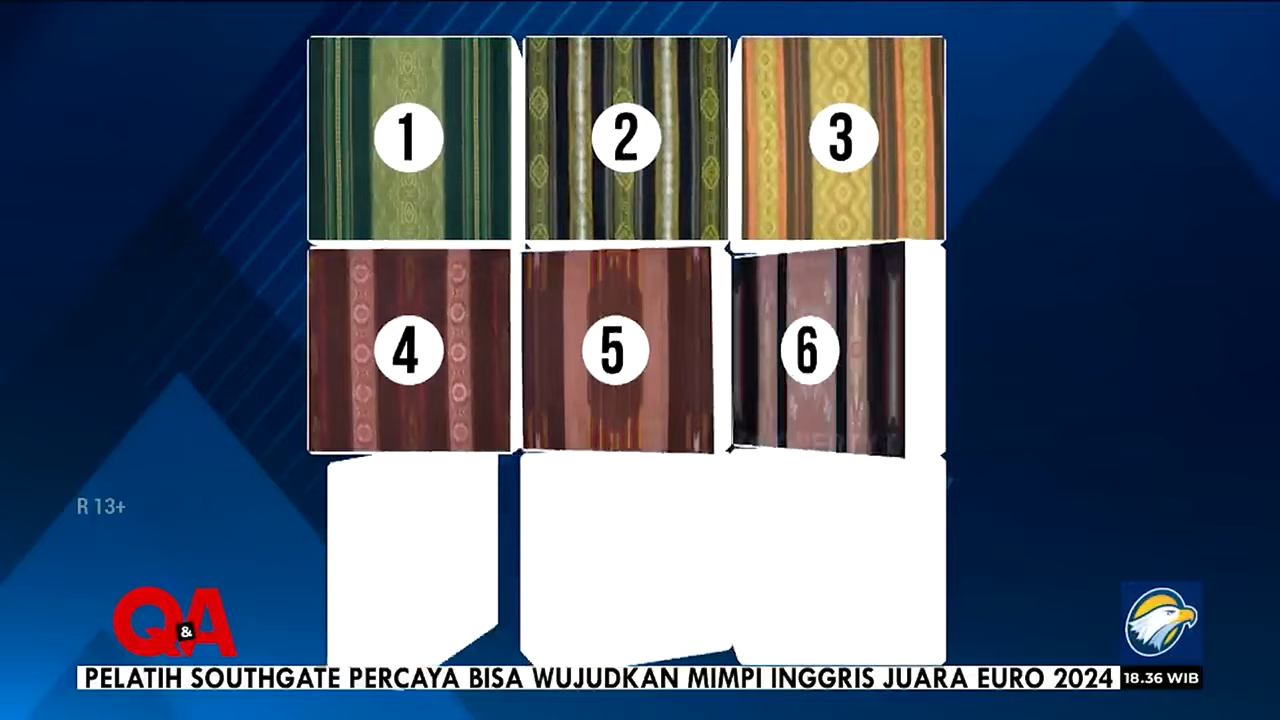 1
2
3
4
5
6
R 13+
Q&A
PELATIH SOUTHGATE PERCAYA BISA WUJUDKAN MIMPI INGGRIS JUARA EURO 2024
18.36 WIB